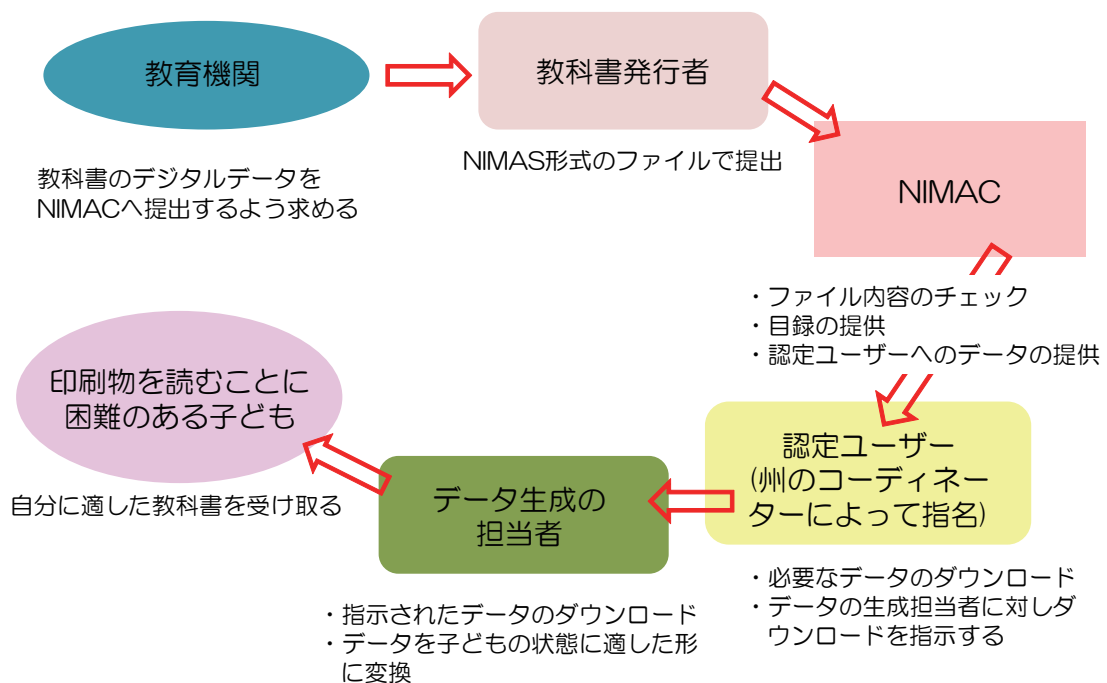 教育機関
教科書のデジタルデータを
NIMACへ提出するよう求める
教科書発行者
NIMAS形式のファイルで提出
NIMAC
・ファイル内容のチェック
・目録の提供
・認定ユーザーへのデータの提供
認定ユーザー
(州のコーディネー
ターによって指名)
・必要なデータのダウンロード
・データの生成担当者に対しダ
ウンロードを指示する
データ生成の
担当者
・指示されたデータのダウンロード
・データを子どもの状態に適した形
に変換
印刷物を読むことに
困難のある子ども
自分に適した教科書を受け取る